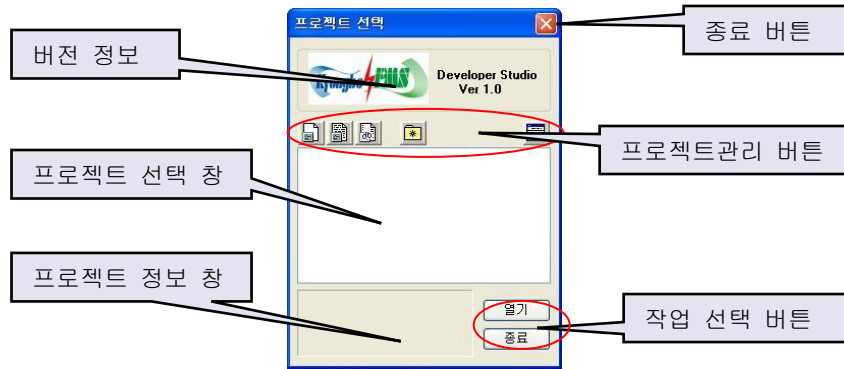 프로젝트 선택
종료 버튼
버전 정보
Kyongbo PMS
Developer Studio
Ver 1.0
프로젝트관리 버튼
프로젝트 선택 창
프로젝트 정보 창
열기
작업 선택 버튼
종료